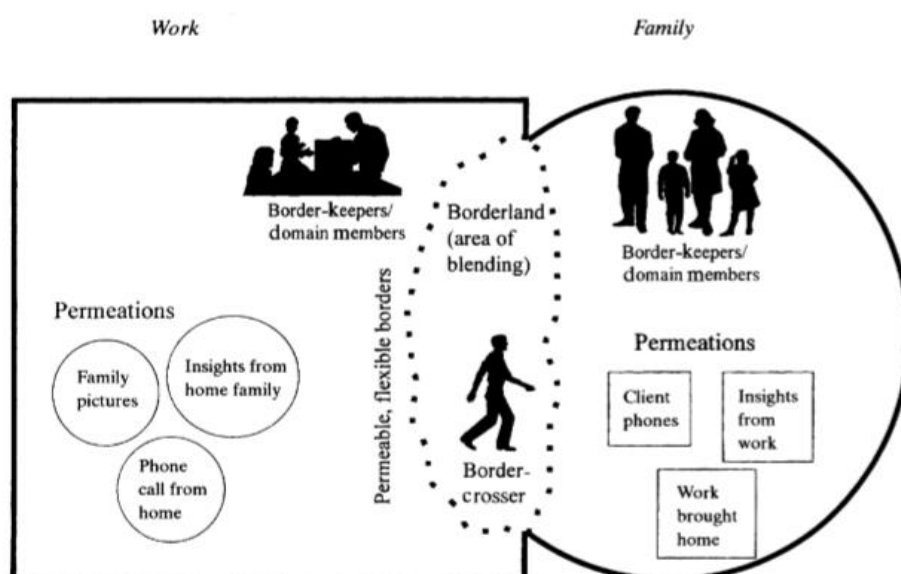 Work
Family
Border-keepers/
domain members
Borderland
(area of
blending)
Border-keepers/
domain members
Permeations
Family
pictures
Insights from
home family
Phone
call from
home
Permeable, flexible borders
Border-
crosser
Permeations
Client
phones
Insights
from
work
Work
brought
home